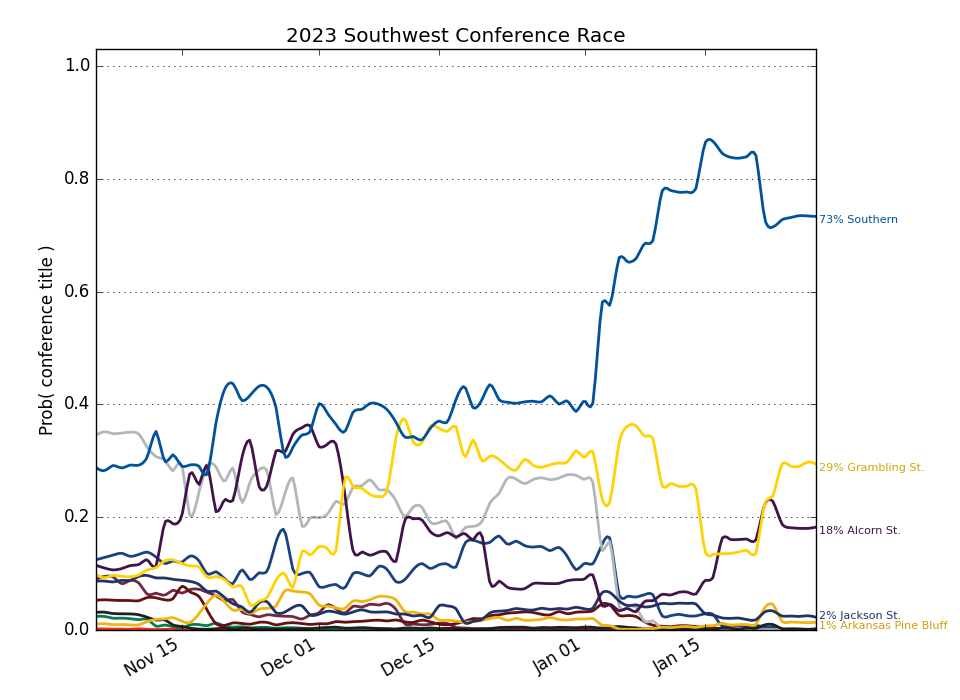 2023 Southwest Conference Race
Prob( conference title )
1.0
0.8
0.6
0.4
0.2
0.0
73% Southern
29% Grambling St.
18% Alcorn St.
2% Jackson St.
1% Arkansas Pine Bluff
Nov 15
Dec 01
Dec 15
Jan 01
Jan 15